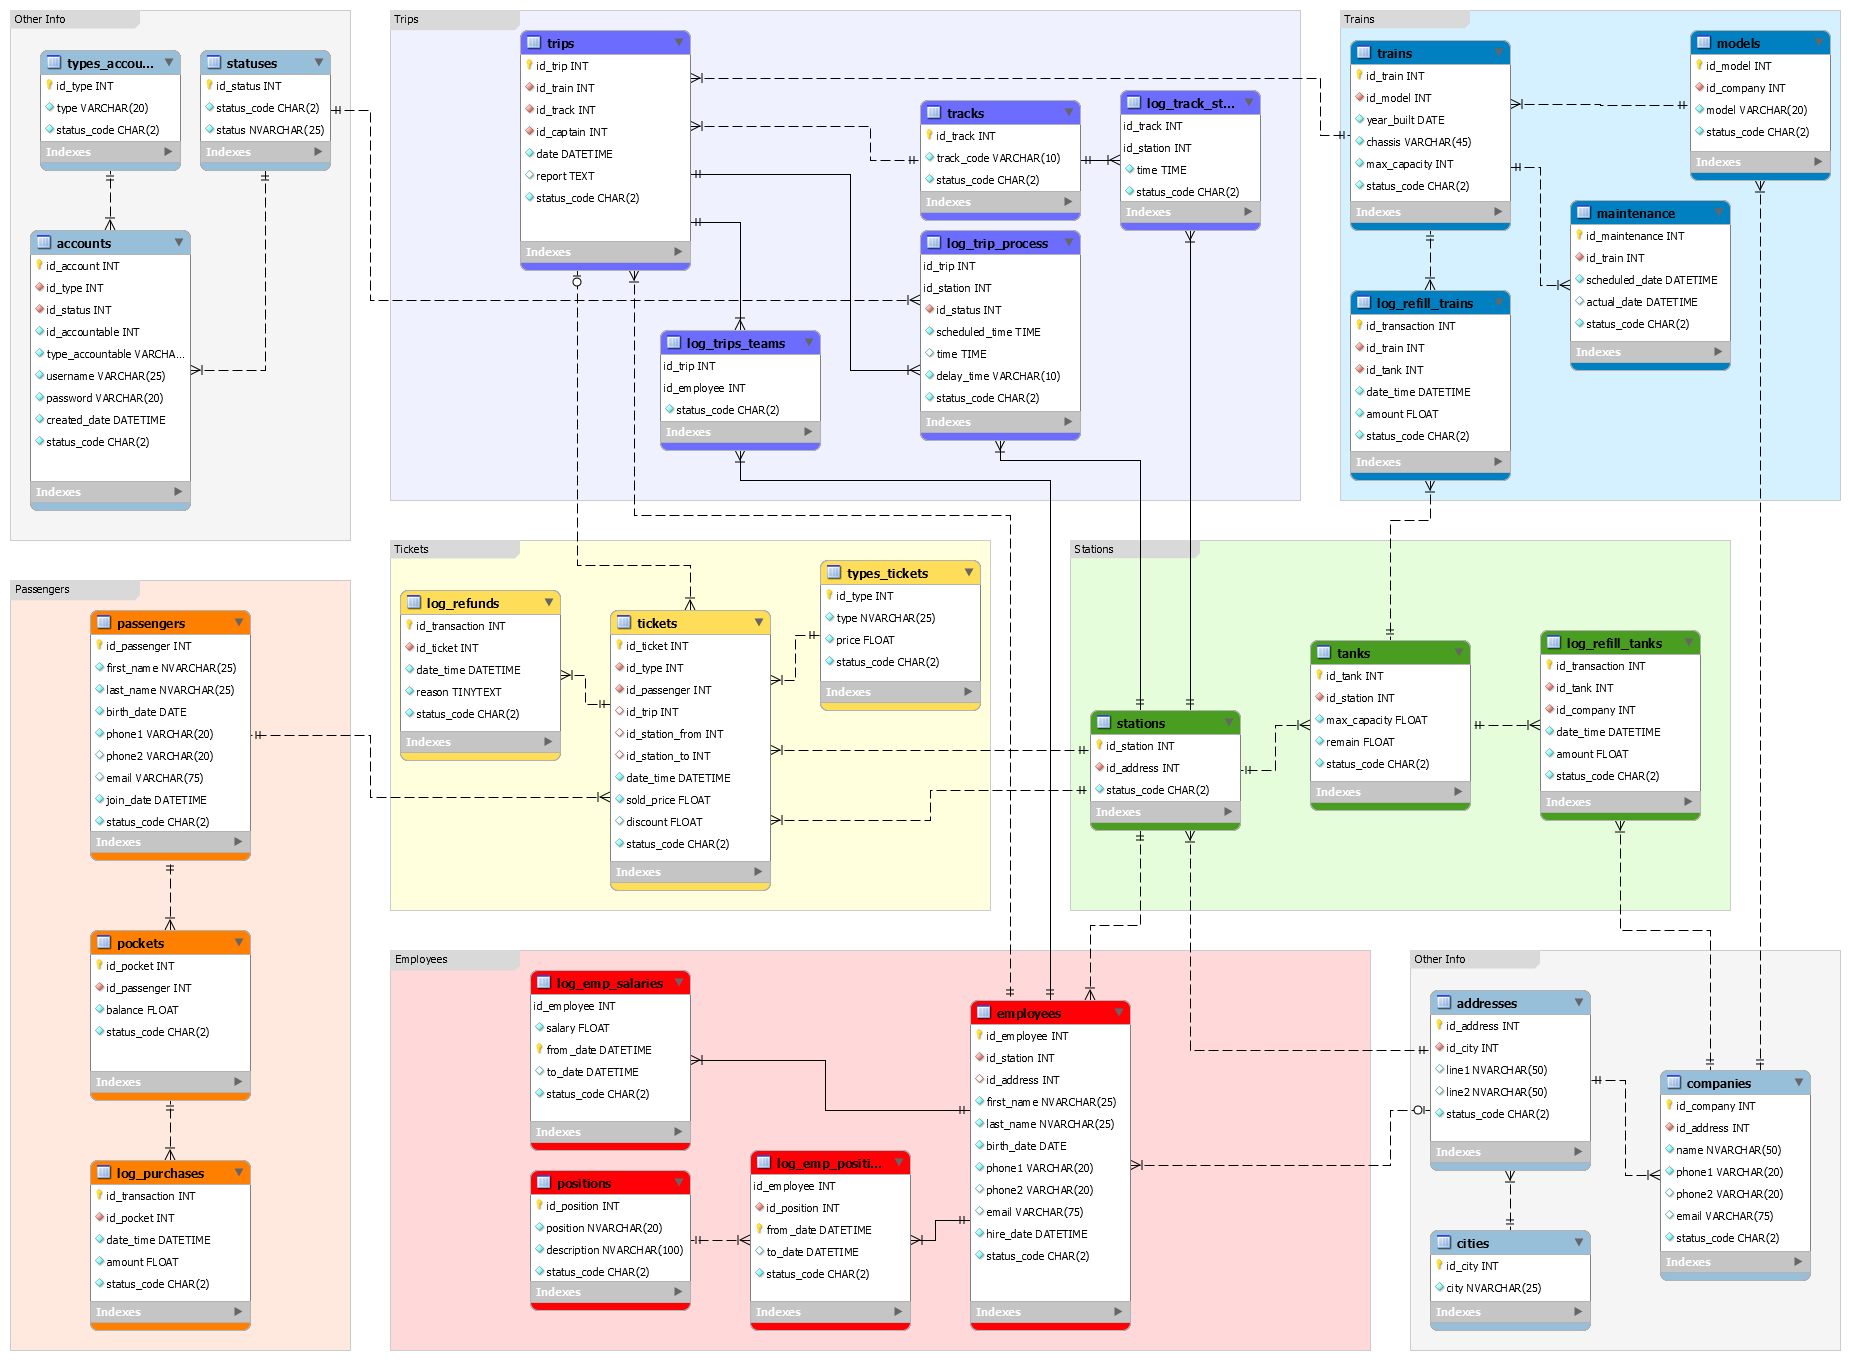 Other Info
types_accou...
id_type INT
type VARCHAR(20)
status_code CHAR(2)
Indexes
statuses
id_status INT
status_code CHAR(2)
status NVARCHAR(25)
Indexes
accounts
id_account INT
id_type INT
id_status INT
id_accountable INT
type_accountable VARCHA...
username VARCHAR(25)
password VARCHAR(20)
created_date DATETIME
status_code CHAR(2)
Indexes
Trips
trips
id_trip INT
id_train INT
id_track INT
id_captain INT
date DATETIME
report TEXT
status_code CHAR(2)
Indexes
tracks
id_track INT
track_code VARCHAR(10)
status_code CHAR(2)
Indexes
log_track_st...
id_track INT
id_station INT
time TIME
status_code CHAR(2)
Indexes
log_trips_teams
id_trip INT
id_employee INT
status_code CHAR(2)
Indexes
log_trip_process
id_trip INT
id_station INT
id_status INT
scheduled_time TIME
time TIME
delay_time VARCHAR(10)
status_code CHAR(2)
Indexes
Trains
trains
id_train INT
id_model INT
year_built DATE
chassis VARCHAR(45)
max_capacity INT
status_code CHAR(2)
Indexes
models
id_model INT
id_company INT
model VARCHAR(20)
status_code CHAR(2)
Indexes
maintenance
id_maintenance INT
id_train INT
scheduled_date DATETIME
actual_date DATETIME
status_code CHAR(2)
Indexes
log_refill_trains
id_transaction INT
id_train INT
id_tank INT
date_time DATETIME
amount FLOAT
status_code CHAR(2)
Indexes
Passengers
passengers
id_passenger INT
first_name NVARCHAR(25)
last_name NVARCHAR(25)
birth_date DATE
phone1 VARCHAR(20)
phone2 VARCHAR(20)
email VARCHAR(75)
join_date DATETIME
status_code CHAR(2)
Indexes
pockets
id_pocket INT
id_passenger INT
balance FLOAT
status_code CHAR(2)
Indexes
log_purchases
id_transaction INT
id_pocket INT
date_time DATETIME
amount FLOAT
status_code CHAR(2)
Indexes
Tickets
log_refunds
id_transaction INT
id_ticket INT
date_time DATETIME
reason TINYTEXT
status_code CHAR(2)
Indexes
tickets
id_ticket INT
id_type INT
id_passenger INT
id_trip INT
id_station_from INT
id_station_to INT
date_time DATETIME
sold_price FLOAT
discount FLOAT
status_code CHAR(2)
Indexes
types_tickets
id_type INT
type NVARCHAR(25)
price FLOAT
status_code CHAR(2)
Indexes
Stations
stations
id_station INT
id_address INT
status_code CHAR(2)
Indexes
tanks
id_tank INT
id_station INT
max_capacity FLOAT
remain FLOAT
status_code CHAR(2)
Indexes
log_refill_tanks
id_transaction INT
id_tank INT
id_company INT
date_time DATETIME
amount FLOAT
status_code CHAR(2)
Indexes
Employees
log_emp_salaries
id_employee INT
salary FLOAT
from_date DATETIME
to_date DATETIME
status_code CHAR(2)
Indexes
positions
id_position INT
position NVARCHAR(20)
description NVARCHAR(100)
status_code CHAR(2)
Indexes
log_emp_positi...
id_employee INT
id_position INT
from_date DATETIME
to_date DATETIME
status_code CHAR(2)
Indexes
employees
id_employee INT
id_station INT
id_address INT
first_name NVARCHAR(25)
last_name NVARCHAR(25)
birth_date DATE
phone1 VARCHAR(20)
phone2 VARCHAR(20)
email VARCHAR(75)
hire_date DATETIME
status_code CHAR(2)
Indexes
Other Info
addresses
id_address INT
id_city INT
line1 NVARCHAR(50)
line2 NVARCHAR(50)
status_code CHAR(2)
Indexes
cities
id_city INT
city NVARCHAR(25)
Indexes
companies
id_company INT
id_address INT
name NVARCHAR(50)
phone1 VARCHAR(20)
phone2 VARCHAR(20)
email VARCHAR(75)
status_code CHAR(2)
Indexes